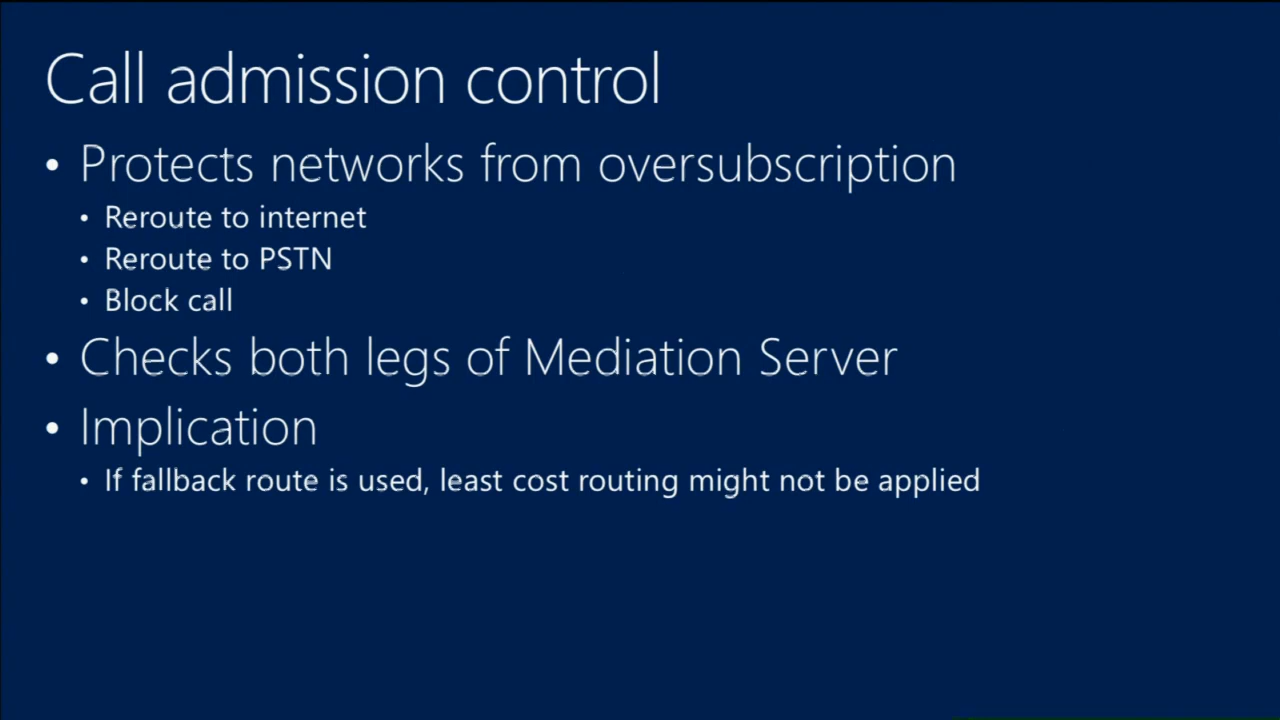 Call admission control
• Protects networks from oversubscription
• Reroute to internet
• Reroute to PSTN
• Block call
• Checks both legs of Mediation Server
• Implication
• If fallback route is used, least cost routing might not be applied